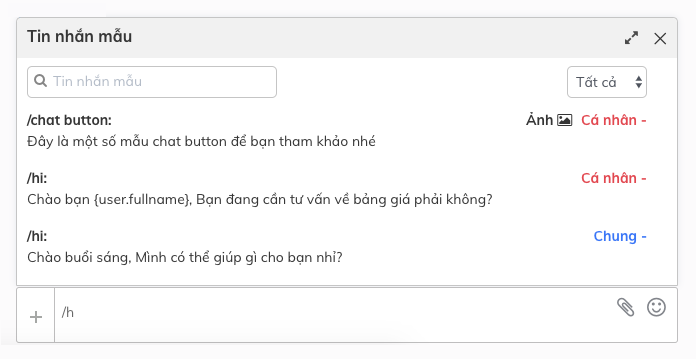 Tin nhắn mẫu
Tin nhắn mẫu
Tất cả
/chat button:
Ảnh Cá nhân -
Đây là một số mẫu chat button để bạn tham khảo nhé
/hi:
Cá nhân -
Chào bạn {user.fullname}, Bạn đang cần tư vấn về bảng giá phải không?
/hi:
Chung -
Chào buổi sáng, Mình có thể giúp gì cho bạn nhỉ?
/h